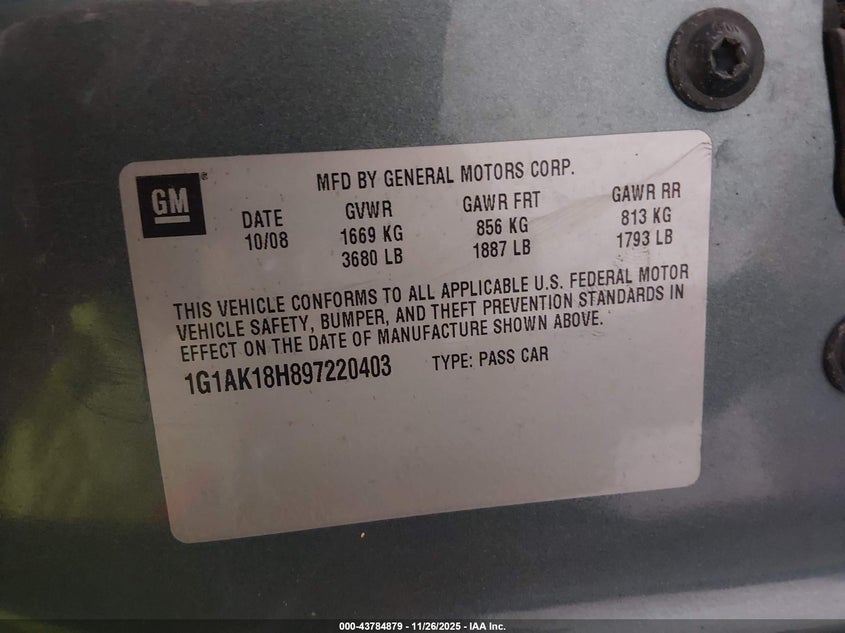 GM ®
MFD BY GENERAL MOTORS CORP.
DATE GVWR GAWR FRT GAWR RR
10/08 1669 KG 856 KG 813 KG
3680 LB 1887 LB 1793 LB
THIS VEHICLE CONFORMS TO ALL APPLICABLE U.S. FEDERAL MOTOR
VEHICLE SAFETY, BUMPER, AND THEFT PREVENTION STANDARDS IN
EFFECT ON THE DATE OF MANUFACTURE SHOWN ABOVE.
1G1AK18H897220403 TYPE: PASS CAR
000-43784879 - 11/26/2025 - IAA Inc.